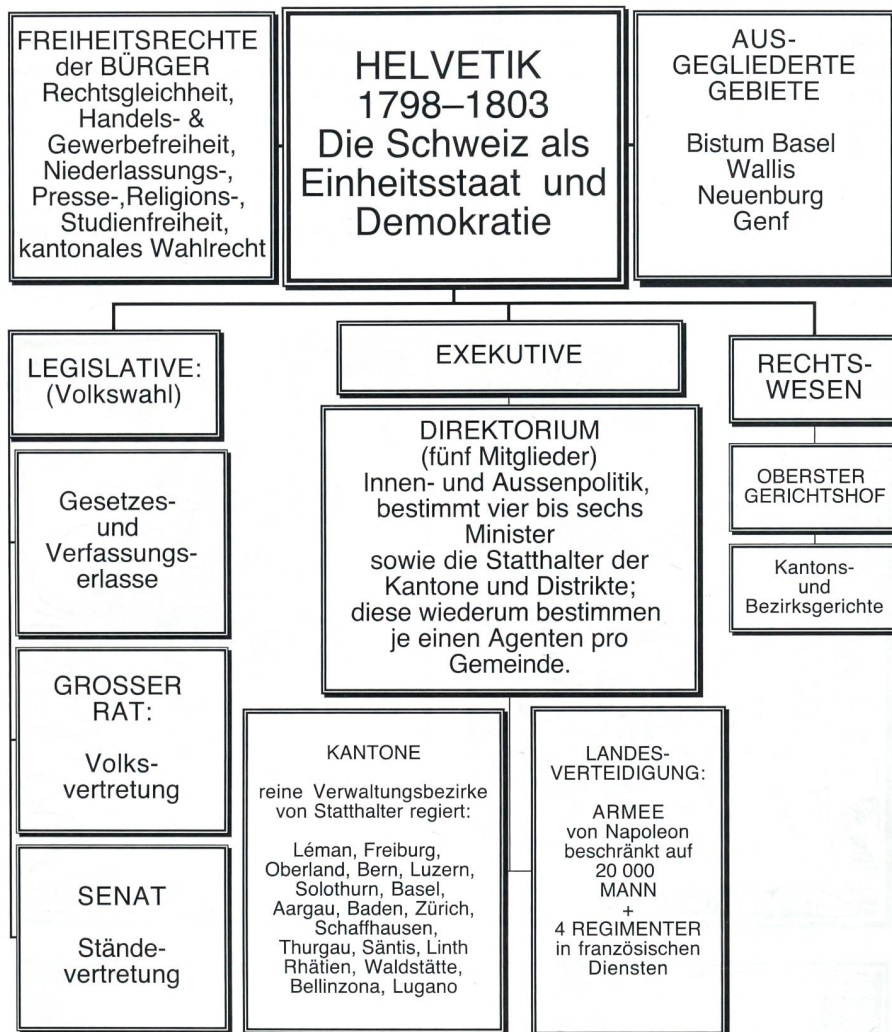 FREIHEITSRECHTE
der BÜRGER
Rechtsgleichheit,
Handels- &
Gewerbefreiheit,
Niederlassungs-,
Presse-,Religions-,
Studienfreiheit,
kantonales Wahlrecht
HELVETIK
1798–1803
Die Schweiz als
Einheitsstaat und
Demokratie
AUS-
GEGLIEDERTE
GEBIETE
Bistum Basel
Wallis
Neuenburg
Genf
LEGISLATIVE:
(Volkswahl)
Gesetzes-
und
Verfassungs-
erlasse
GROSSER
RAT:
Volks-
vertretung
SENAT
Stände-
vertretung
EXEKUTIVE
DIREKTORIUM
(fünf Mitglieder)
Innen- und Aussenpolitik,
bestimmt vier bis sechs
Minister
sowie die Statthalter der
Kantone und Distrikte;
diese wiederum bestimmen
je einen Agenten pro
Gemeinde.
KANTONE
reine Verwaltungsbezirke
von Statthalter regiert:
Léman, Freiburg,
Oberland, Bern, Luzern,
Solothurn, Basel,
Aargau, Baden, Zürich,
Schaffhausen,
Thurgau, Säntis, Linth
Rhätien, Waldstätte,
Bellinzona, Lugano
LANDES-
VERTEIDIGUNG:
ARMEE
von Napoleon
beschränkt auf
20 000
MANN
+
4 REGIMENTER
in französischen
Diensten
RECHTS-
WESEN
OBERSTER
GERICHTSHOF
Kantons-
und
Bezirksgerichte